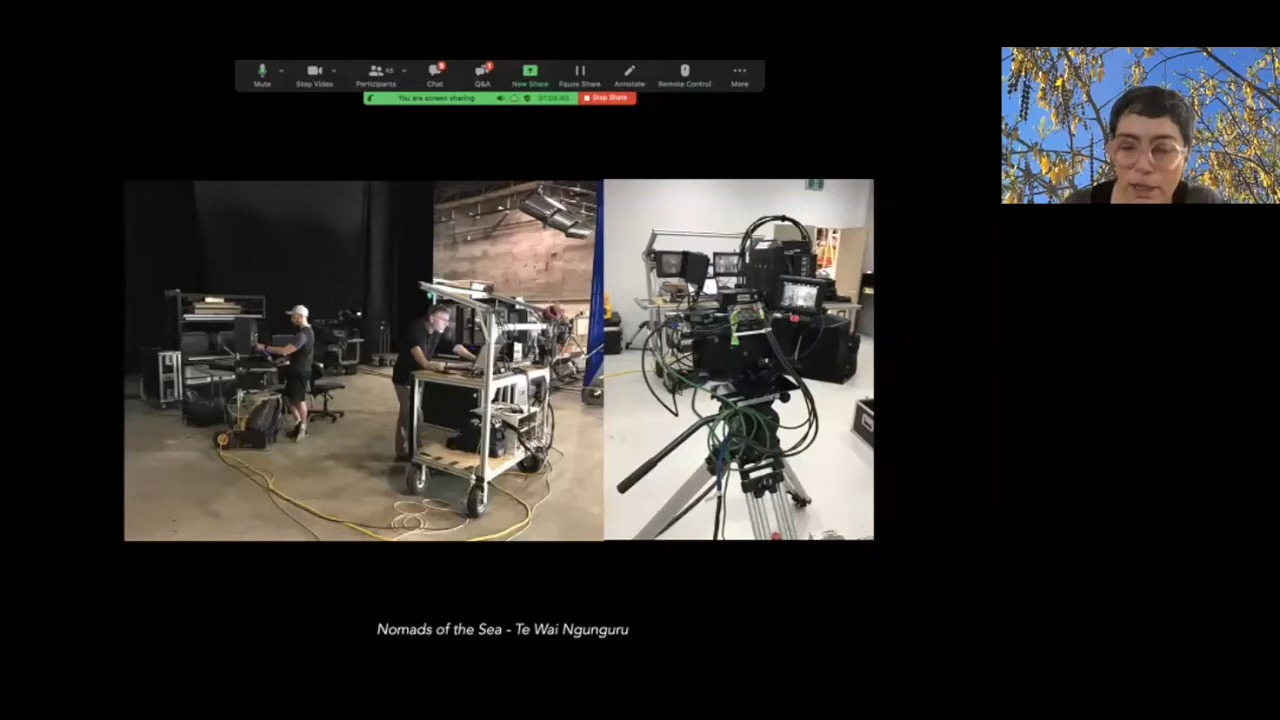 Mute
Stop Video
Participants
45
Chat
Q&A
New Share
Pause Share
Annotate
Remote Control
More
You are screen sharing
Stop Share
Nomads of the Sea - Te Wai Ngunguru